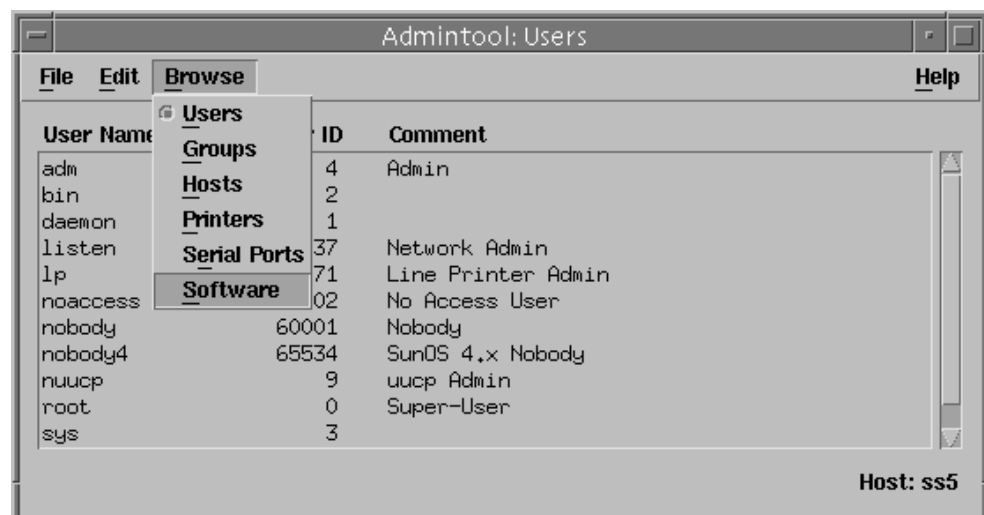 Admintool: Users
File Edit Browse Help
Users
Groups
Hosts
Printers
Serial Ports
Software
User Name ID Comment
adm 4 Admin
bin 2
daemon 1
listen 37 Network Admin
lp 71 Line Printer Admin
noaccess 02 No Access User
nobody 60001 Nobody
nobody4 65534 SunOS 4.x Nobody
nuucp 9 uucp Admin
root 0 Super-User
sys 3
Host: ss5